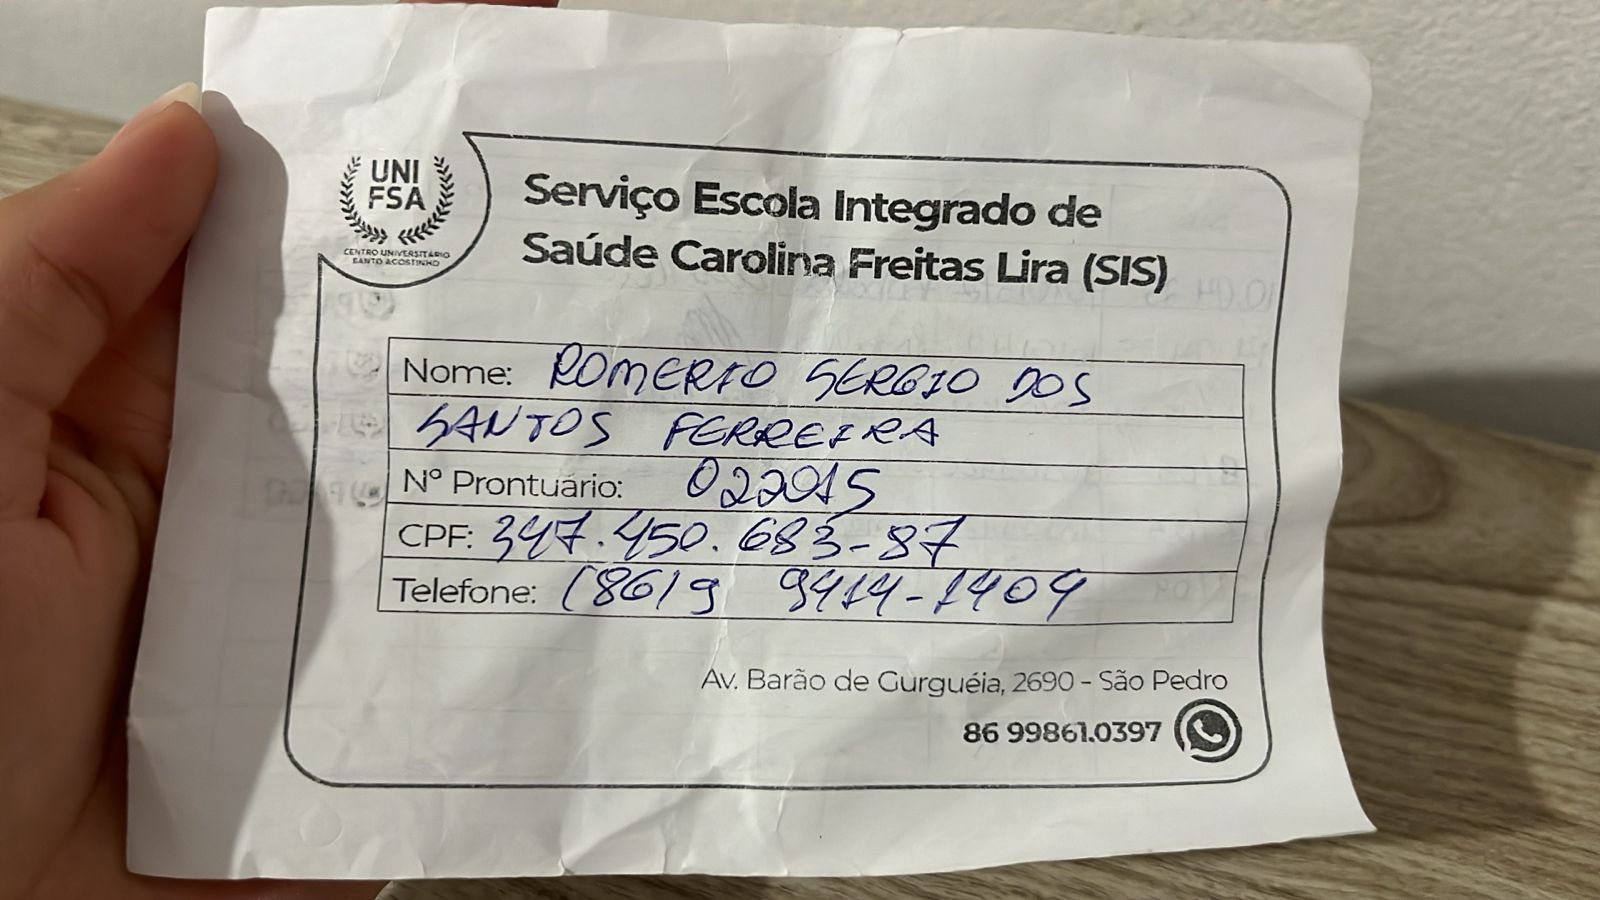 UNI
FSA
CENTRO UNIVERSITÁRIO
SANTO AGOSTINHO
Serviço Escola Integrado de
Saúde Carolina Freitas Lira (SIS)
Nome: ROMERIO SERGIO DOS
SANTOS FERREIRA
Nº Prontuário: 022015
CPF: 347.450.683-87
Telefone: (86)9 9414-1404
Av. Barão de Gurguéia, 2690 - São Pedro
86 99861.0397